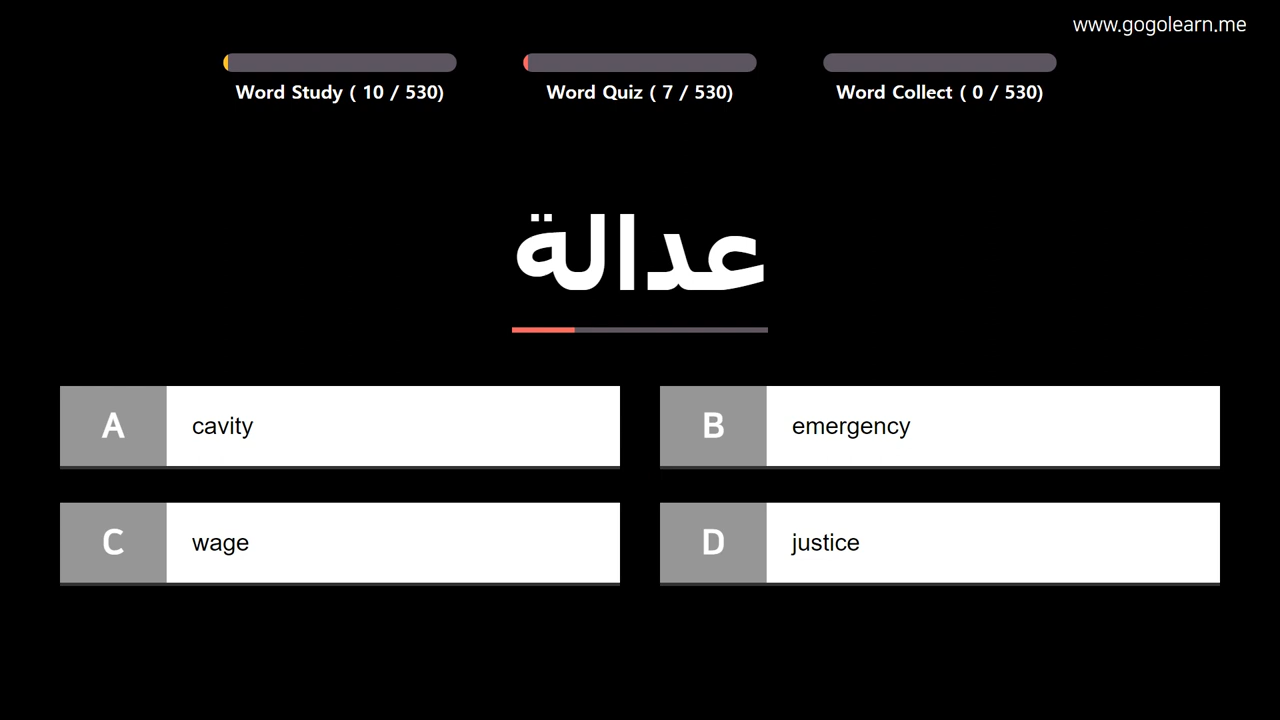 www.gogolearn.me
Word Study ( 10 / 530)
Word Quiz ( 7 / 530)
Word Collect ( 0 / 530)
عدالة
A cavity
B emergency
C wage
D justice